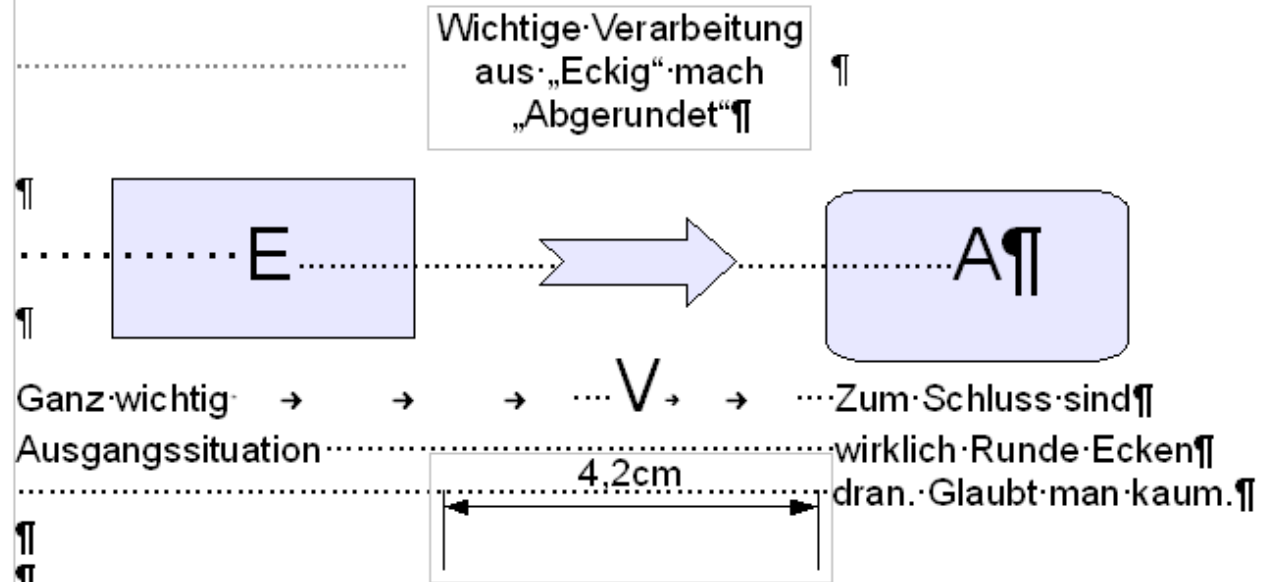 Wichtige Verarbeitung
aus „Eckig“ mach
„Abgerundet“¶
¶
¶
E A¶
¶
V
Ganz wichtig → → → → → Zum Schluss sind¶
Ausgangssituation wirklich Runde Ecken¶
4,2cm
dran. Glaubt man kaum.¶
¶
¶